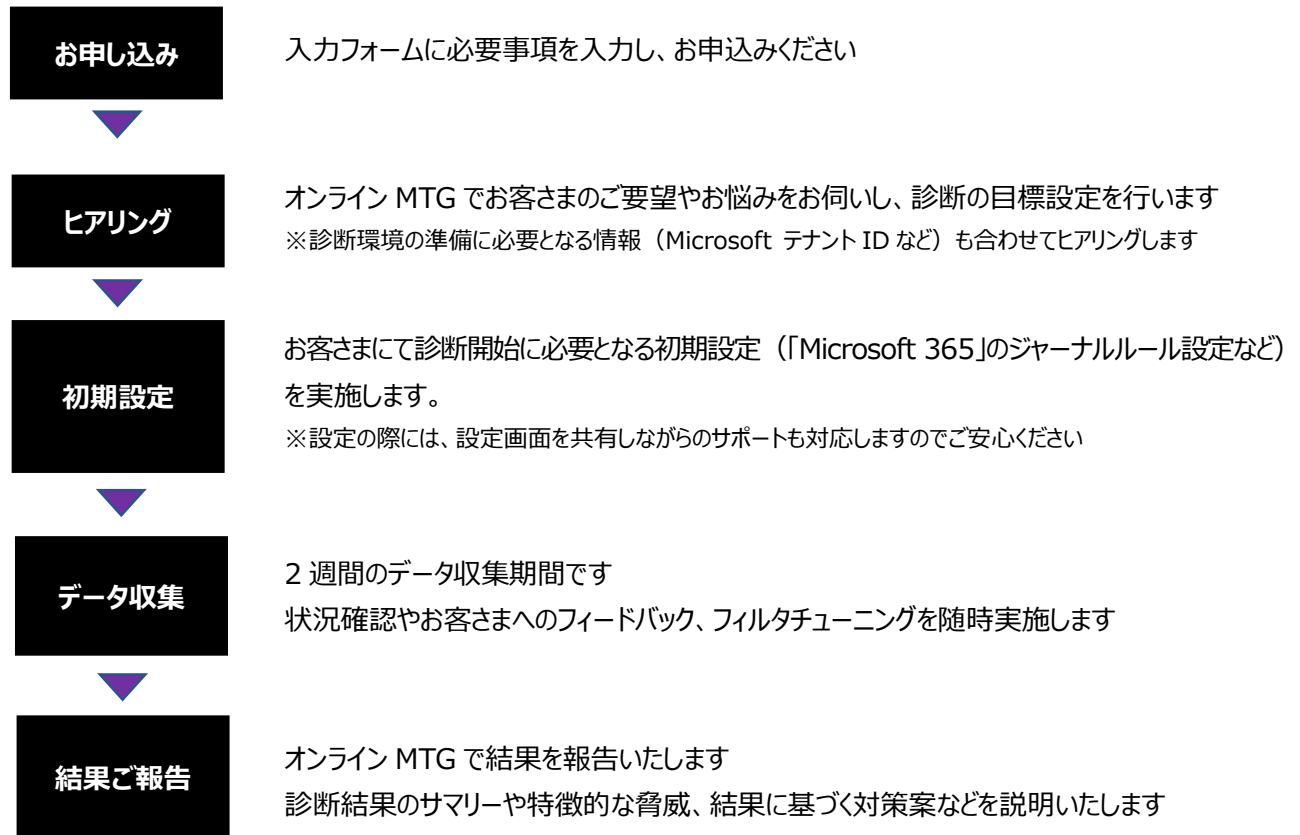 お申し込み
入力フォームに必要事項を入力し、お申込みください
ヒアリング
オンライン MTG でお客さまのご要望やお悩みをお伺いし、診断の目標設定を行います
※診断環境の準備に必要となる情報（Microsoft テナント ID など）も合わせてヒアリングします
初期設定
お客さまにて診断開始に必要となる初期設定（「Microsoft 365」のジャーナルルール設定など）
を実施します。
※設定の際には、設定画面を共有しながらのサポートも対応しますのでご安心ください
データ収集
2 週間のデータ収集期間です
状況確認やお客さまへのフィードバック、フィルタチューニングを随時実施します
結果ご報告
オンライン MTG で結果を報告いたします
診断結果のサマリーや特徴的な脅威、結果に基づく対策案などを説明いたします